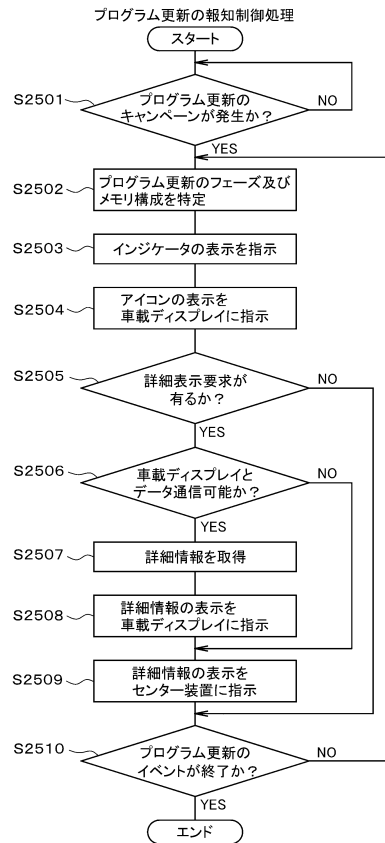 プログラム更新の報知制御処理
スタート
S2501
プログラム更新の
キャンペーンが発生か？
NO
YES
S2502
プログラム更新のフェーズ及び
メモリ構成を特定
S2503
インジケータの表示を指示
S2504
アイコンの表示を
車載ディスプレイに指示
S2505
詳細表示要求が
有るか？
NO
YES
S2506
車載ディスプレイと
データ通信可能か？
NO
YES
S2507
詳細情報を取得
S2508
詳細情報の表示を
車載ディスプレイに指示
S2509
詳細情報の表示を
センター装置に指示
S2510
プログラム更新の
イベントが終了か？
NO
YES
エンド